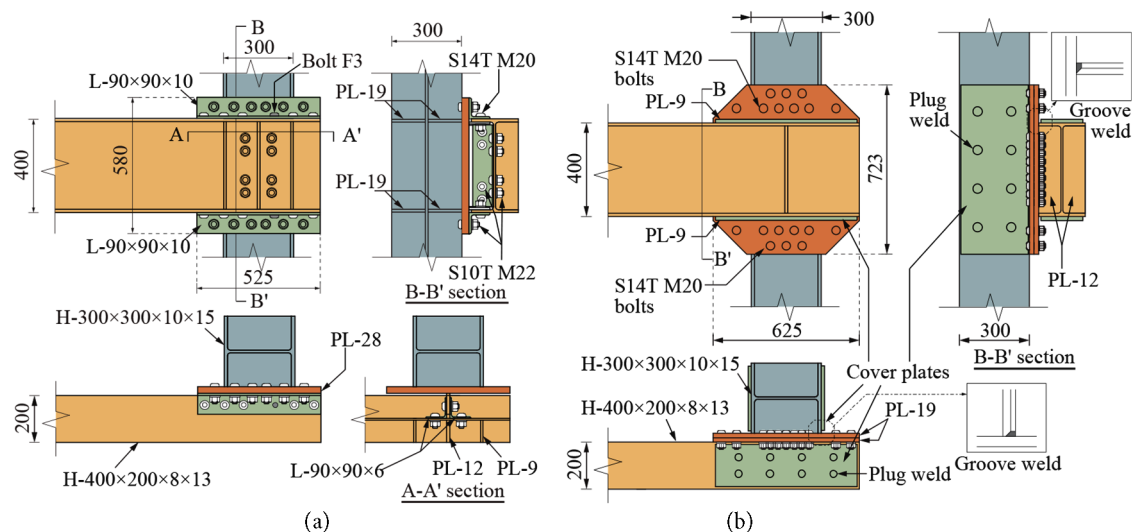 (a)
B
300
Bolt F3
L-90×90×10
A
A'
400
580
L-90×90×10
525
B'
300
S14T M20
PL-19
PL-19
S10T M22
B-B' section
H-300×300×10×15
PL-28
200
H-400×200×8×13
L-90×90×6
PL-12
PL-9
A-A' section
(a)
(b)
300
S14T M20
bolts
PL-9
B
400
723
PL-9
B'
S14T M20
bolts
625
Plug
weld
Groove
weld
PL-12
300
B-B' section
H-300×300×10×15
Cover plates
H-400×200×8×13
PL-19
200
Plug weld
Groove weld
(b)